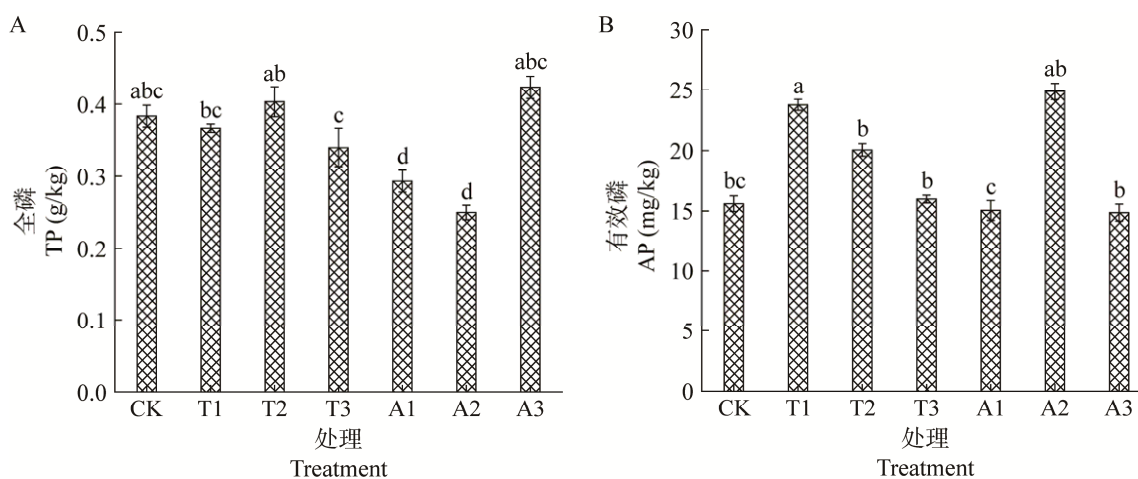 A
全磷
TP (g/kg)
0.5
0.4
0.3
0.2
0.1
0.0
abc
bc
ab
c
d
d
abc
CK T1 T2 T3 A1 A2 A3
处理
Treatment
B
有效磷
AP (mg/kg)
30
25
20
15
10
5
0
bc
a
b
b
c
ab
b
CK T1 T2 T3 A1 A2 A3
处理
Treatment